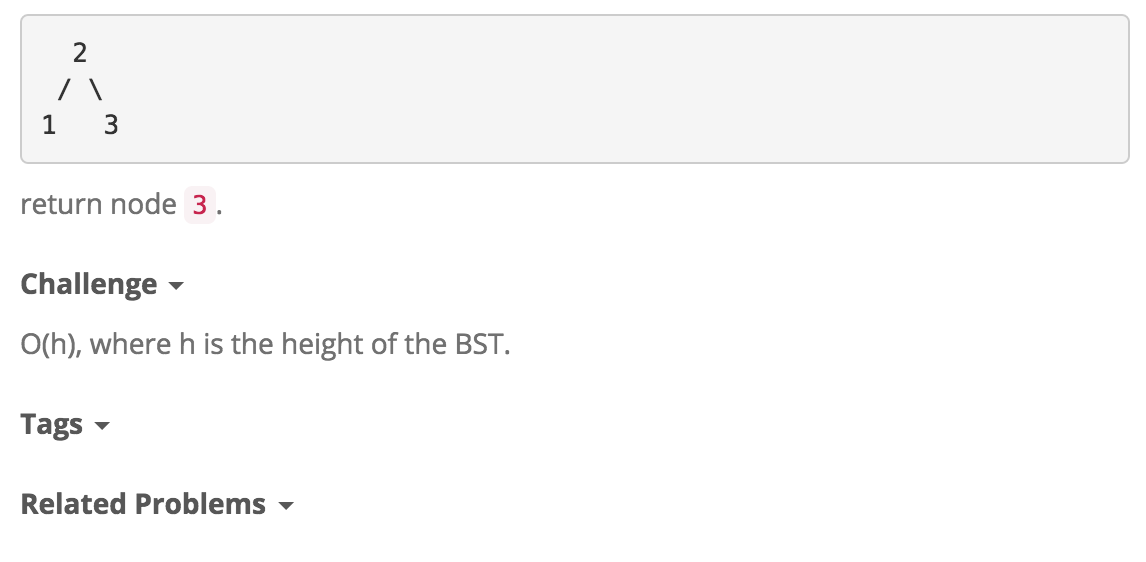 2
/ \
1 3
return node 3.
Challenge
O(h), where h is the height of the BST.
Tags
Related Problems